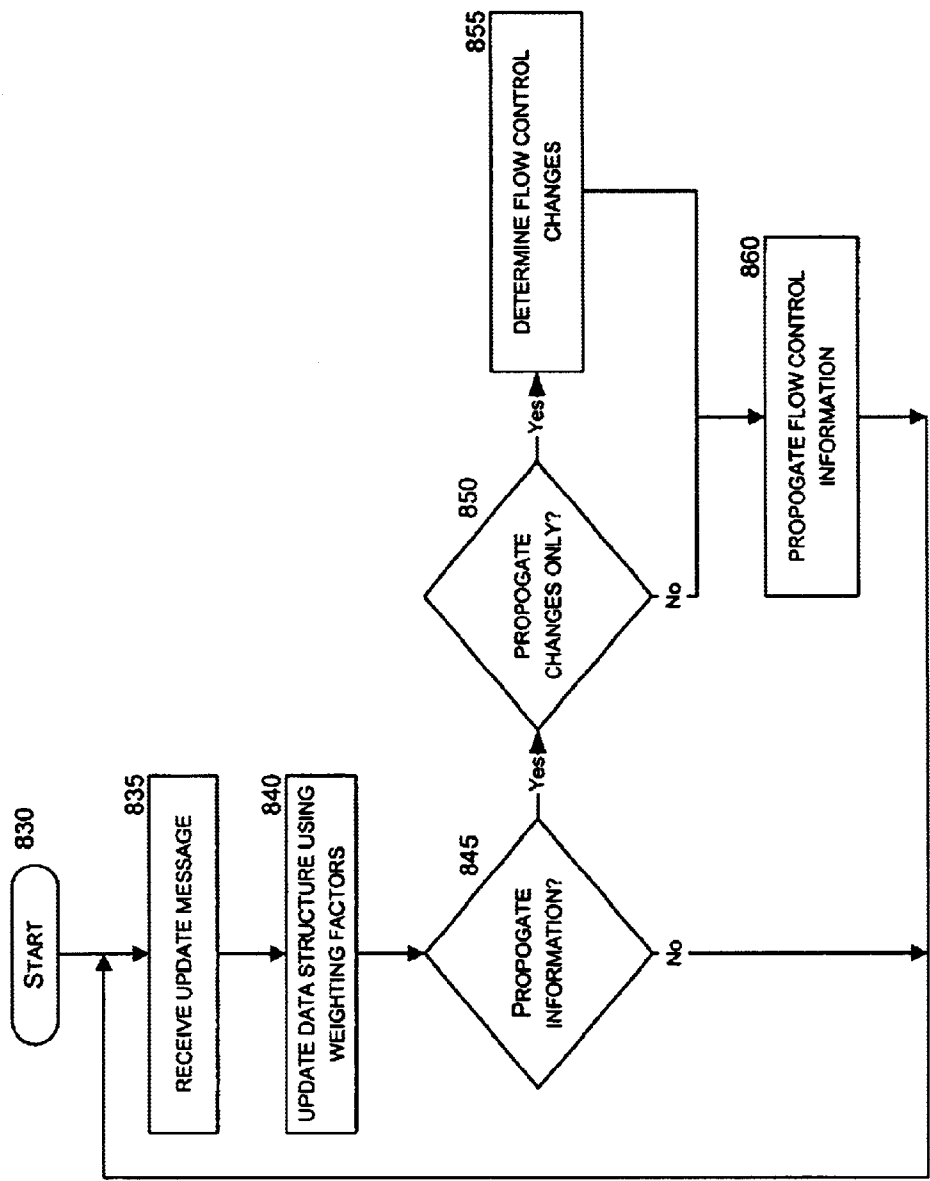 START
830
835
RECEIVE UPDATE MESSAGE
840
UPDATE DATA STRUCTURE USING
WEIGHTING FACTORS
845
PROPOGATE
INFORMATION?
Yes
No
850
PROPOGATE
CHANGES ONLY?
Yes
No
855
DETERMINE FLOW CONTROL
CHANGES
860
PROPOGATE FLOW CONTROL
INFORMATION